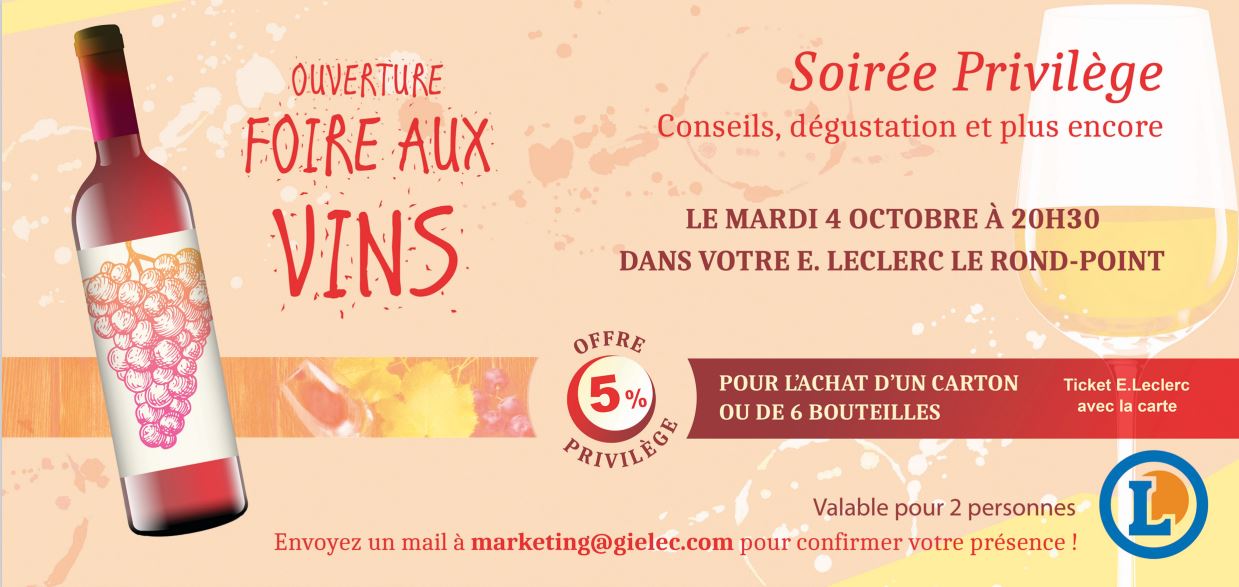 OUVERTURE
FOIRE AUX
VINS
Soirée Privilège
Conseils, dégustation et plus encore
LE MARDI 4 OCTOBRE À 20H30
DANS VOTRE E. LECLERC LE ROND-POINT
OFFRE
5%
PRIVILÈGE
POUR L'ACHAT D'UN CARTON
OU DE 6 BOUTEILLES
Ticket E.Leclerc
avec la carte
Valable pour 2 personnes
L
Envoyez un mail à marketing@gielec.com pour confirmer votre présence !